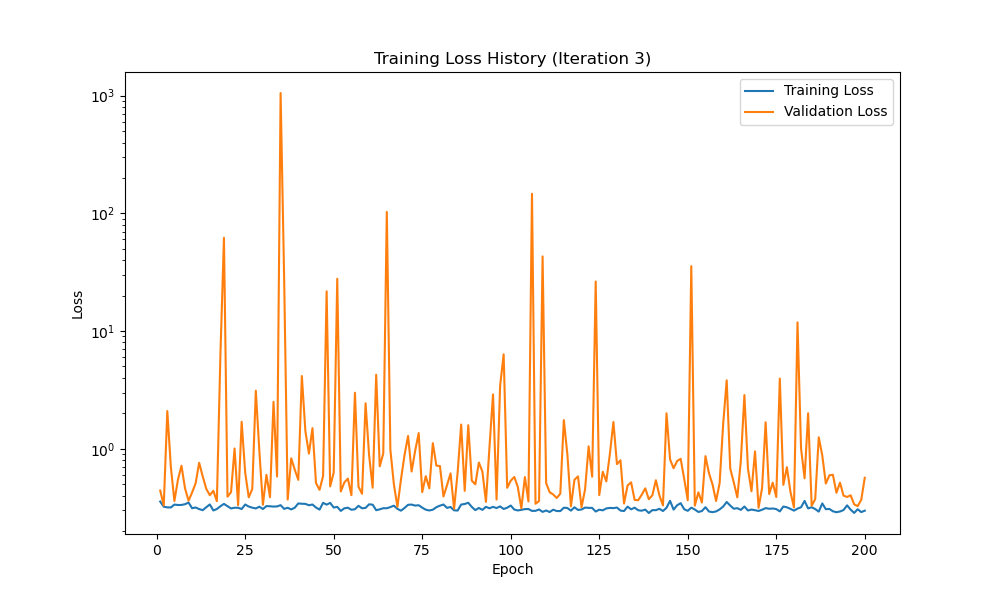 Training Loss History (Iteration 3)
Training Loss
Validation Loss
10³
10²
10¹
10⁰
Loss
0 25 50 75 100 125 150 175 200
Epoch